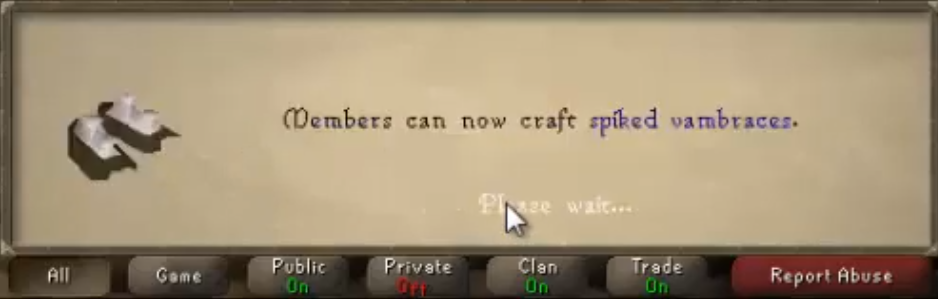 Members can now craft spiked vambraces.
Please wait...
All
Game
Public
On
Private
Off
Clan
On
Trade
On
Report Abuse